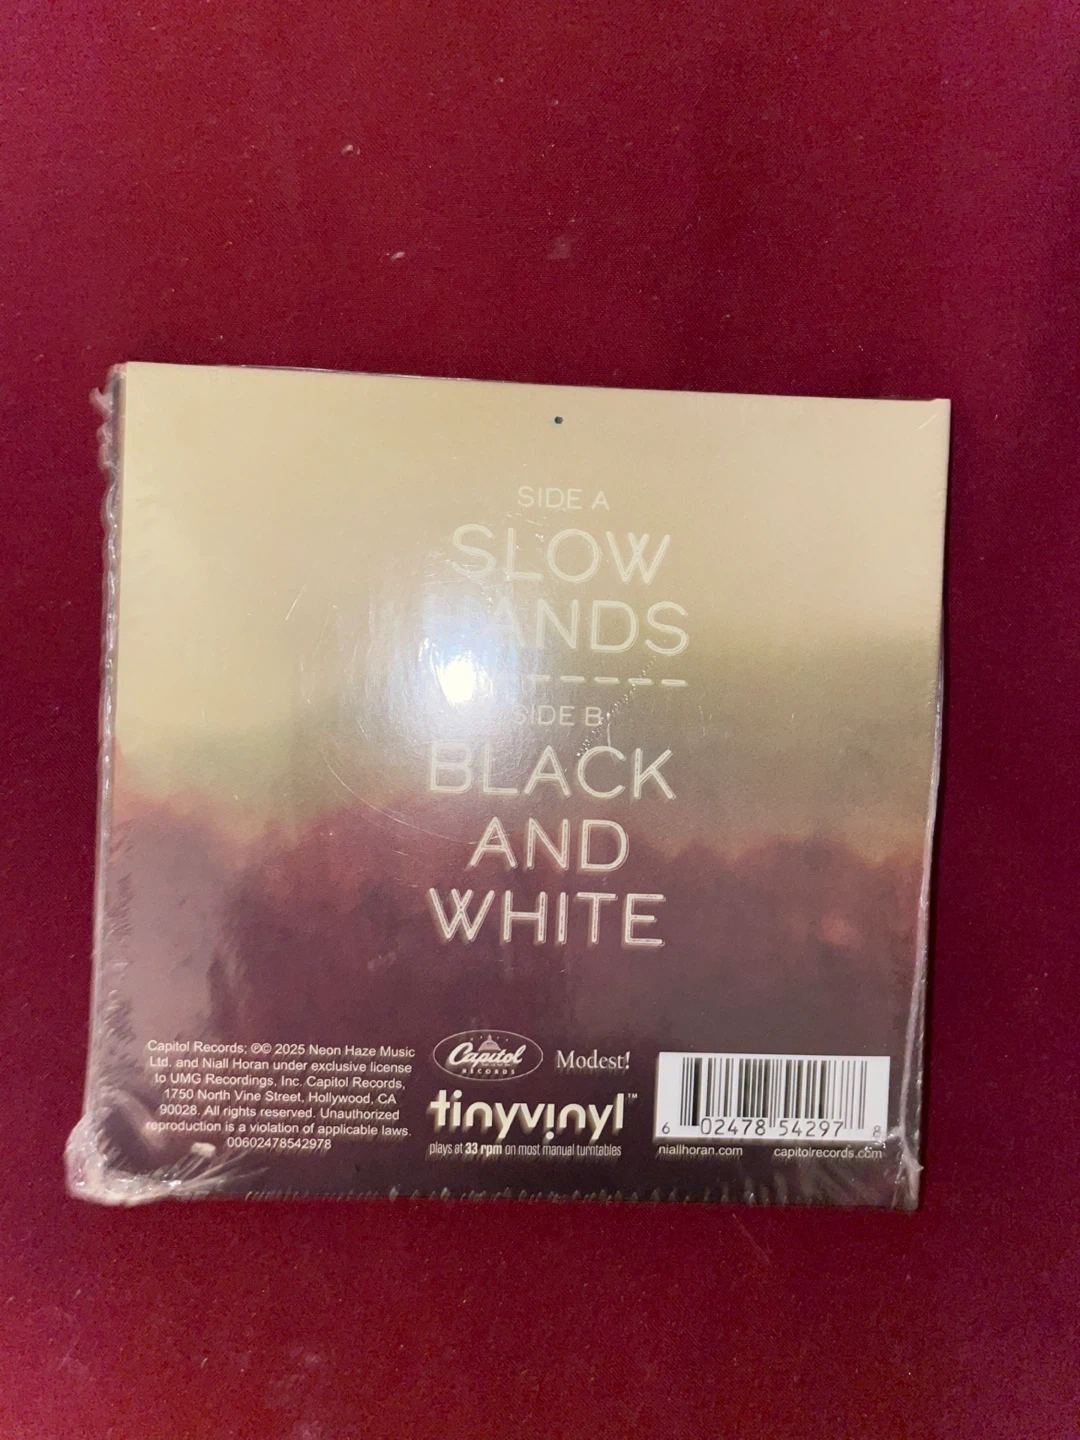 SIDE A
SLOW
HANDS
SIDE B
BLACK
AND
WHITE
Capitol Records; ℗© 2025 Neon Haze Music
Ltd. and Niall Horan under exclusive license
to UMG Recordings, Inc. Capitol Records,
1750 North Vine Street, Hollywood, CA
90028. All rights reserved. Unauthorized
reproduction is a violation of applicable laws.
00602478542978
Capitol
RECORDS
Modest!
tinyvinyl™
plays at 33 rpm on most manual turntables
6 02478 54297 8
niallhoran.com capitolrecords.com